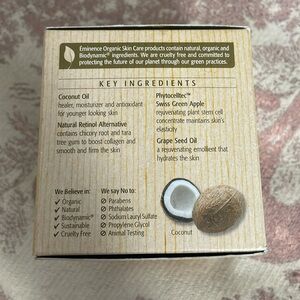 Éminence Organic Skin Care products contain natural, organic and
Biodynamic® ingredients. We are cruelty free and committed to
protecting the future of our planet through our green practices.
KEY INGREDIENTS
Coconut Oil
healer, moisturizer and antioxidant
for younger looking skin
Natural Retinol Alternative
contains chicory root and tara
tree gum to boost collagen and
smooth and firm the skin
Phytocelltec™
Swiss Green Apple
rejuvenating plant stem cell
concentrate maintains skin's
elasticity
Grape Seed Oil
a rejuvenating emollient that
hydrates the skin
We Believe in:
✓ Organic
✓ Natural
✓ Biodynamic®
✓ Sustainable
✓ Cruelty Free
We say No to:
⊘ Parabens
⊘ Phthalates
⊘ Sodium Lauryl Sulfate
⊘ Propylene Glycol
⊘ Animal Testing
Coconut